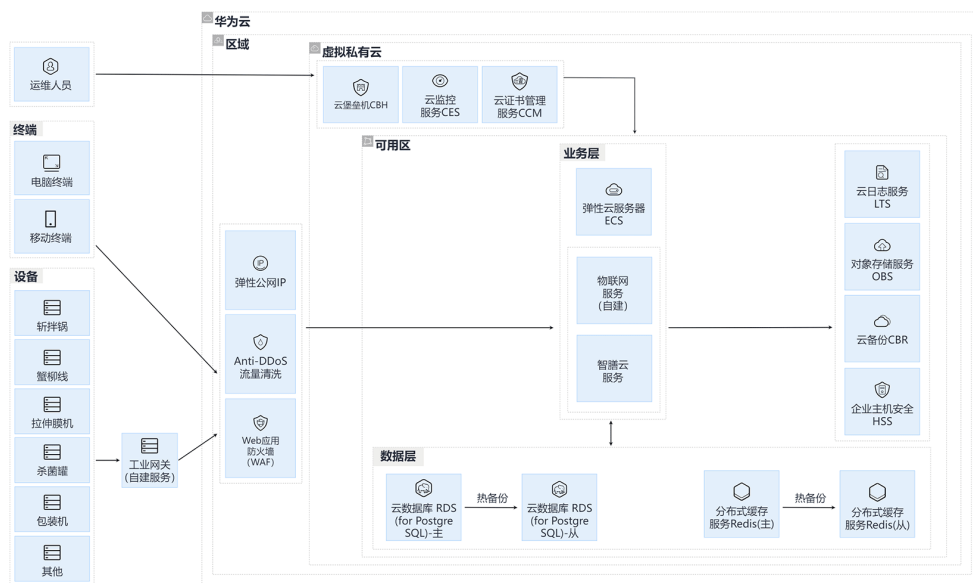 华为云
区域
虚拟私有云
运维人员
云堡垒机CBH
云监控
服务CES
云证书管理
服务CCM
终端
电脑终端
移动终端
设备
斩拌锅
蟹柳线
拉伸膜机
杀菌罐
包装机
其他
工业网关
(自建服务)
弹性公网IP
Anti-DDoS
流量清洗
Web应用
防火墙
(WAF)
可用区
业务层
弹性云服务器
ECS
物联网
服务
(自建)
智膳云
服务
云日志服务
LTS
对象存储服务
OBS
云备份CBR
企业主机安全
HSS
数据层
云数据库 RDS
(for Postgre
SQL)-主
热备份
云数据库 RDS
(for Postgre
SQL)-从
分布式缓存
服务Redis(主)
热备份
分布式缓存
服务Redis(从)